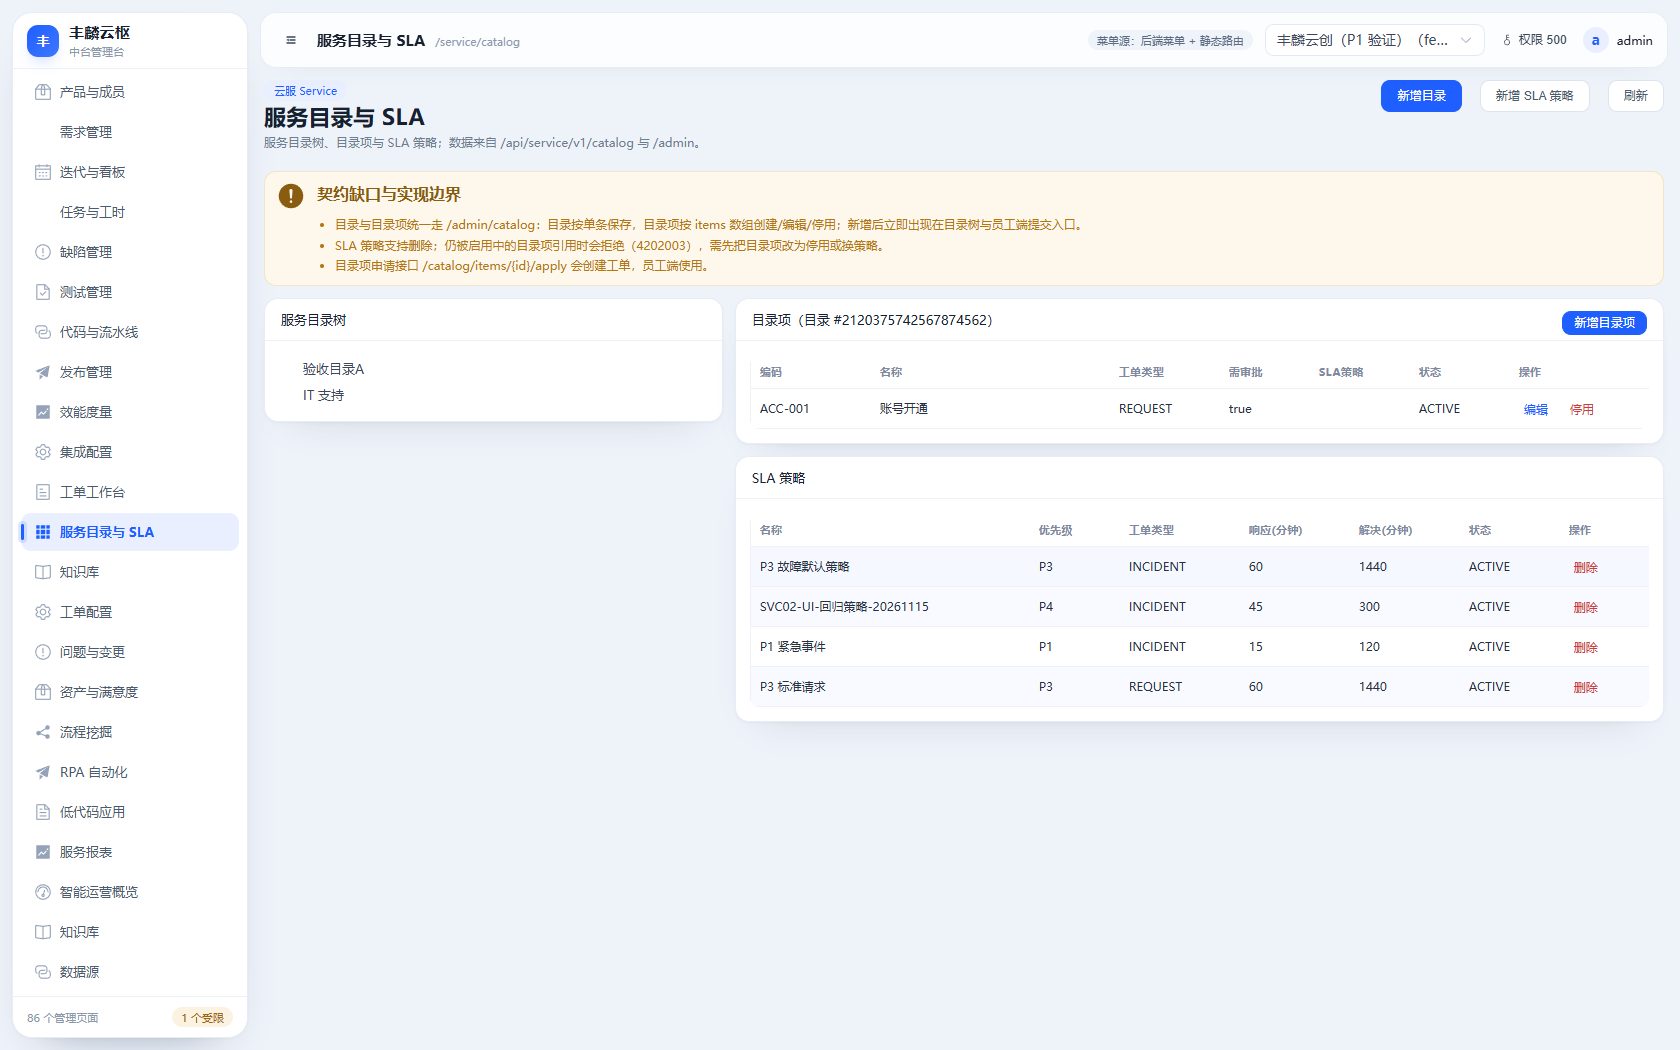 丰
丰麟云枢
中台管理台
产品与成员
需求管理
迭代与看板
任务与工时
缺陷管理
测试管理
代码与流水线
发布管理
效能度量
集成配置
工单工作台
服务目录与 SLA
知识库
工单配置
问题与变更
资产与满意度
流程挖掘
RPA 自动化
低代码应用
服务报表
智能运营概览
知识库
数据源
86 个管理页面
1 个受限
服务目录与 SLA /service/catalog
菜单源：后端菜单 + 静态路由
丰麟云创（P1 验证）（fe...
权限 500
a admin
云服 Service
服务目录与 SLA
服务目录树、目录项与 SLA 策略；数据来自 /api/service/v1/catalog 与 /admin。
新增目录
新增 SLA 策略
刷新
契约缺口与实现边界
• 目录与目录项统一走 /admin/catalog：目录按单条保存，目录项按 items 数组创建/编辑/停用；新增后立即出现在目录树与员工端提交入口。
• SLA 策略支持删除；仍被启用中的目录项引用时会拒绝（4202003），需先把目录项改为停用或换策略。
• 目录项申请接口 /catalog/items/{id}/apply 会创建工单，员工端使用。
服务目录树
验收目录A
IT 支持
目录项（目录 #2120375742567874562）
新增目录项
编码 名称 工单类型 需审批 SLA策略 状态 操作
ACC-001 账号开通 REQUEST true ACTIVE 编辑 停用
SLA 策略
名称 优先级 工单类型 响应(分钟) 解决(分钟) 状态 操作
P3 故障默认策略 P3 INCIDENT 60 1440 ACTIVE 删除
SVC02-UI-回归策略-20261115 P4 INCIDENT 45 300 ACTIVE 删除
P1 紧急事件 P1 INCIDENT 15 120 ACTIVE 删除
P3 标准请求 P3 REQUEST 60 1440 ACTIVE 删除